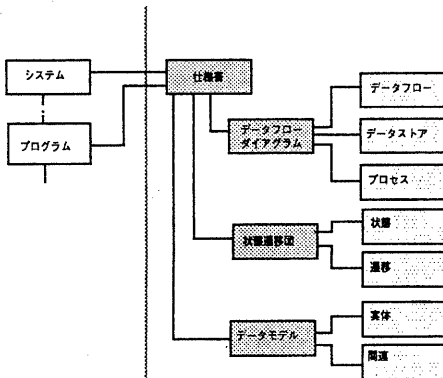 システム
プログラム
仕様書
データフロー
ダイアグラム
データフロー
データストア
プロセス
状態遷移図
状態
遷移
データモデル
実体
関連